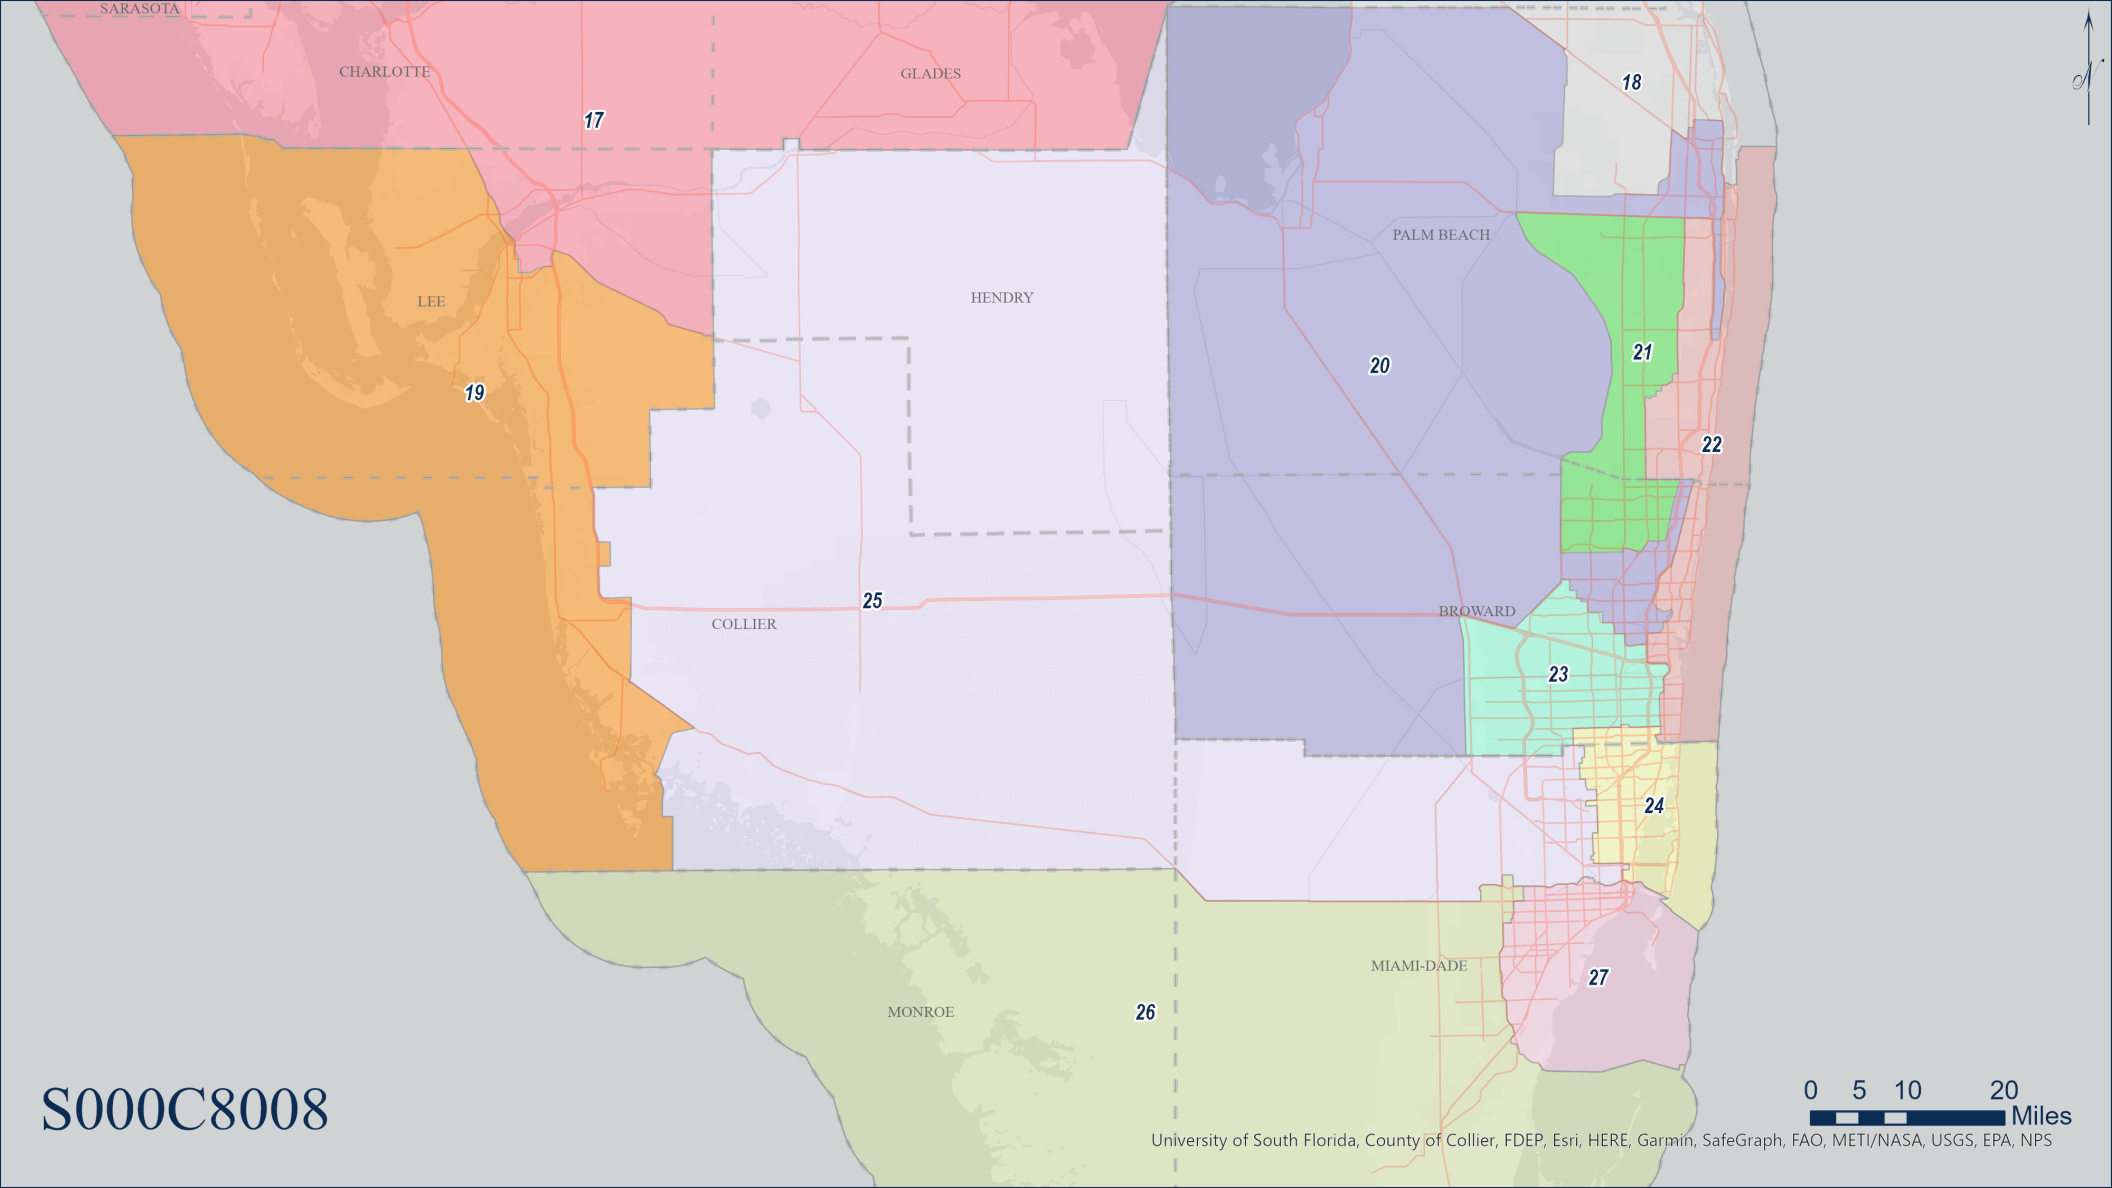 SARASOTA
CHARLOTTE
GLADES
18
17
PALM BEACH
LEE
HENDRY
21
20
19
22
25
BROWARD
COLLIER
23
24
MIAMI-DADE
27
MONROE
26
N
S000C8008
0 5 10 20
Miles
University of South Florida, County of Collier, FDEP, Esri, HERE, Garmin, SafeGraph, FAO, METI/NASA, USGS, EPA, NPS